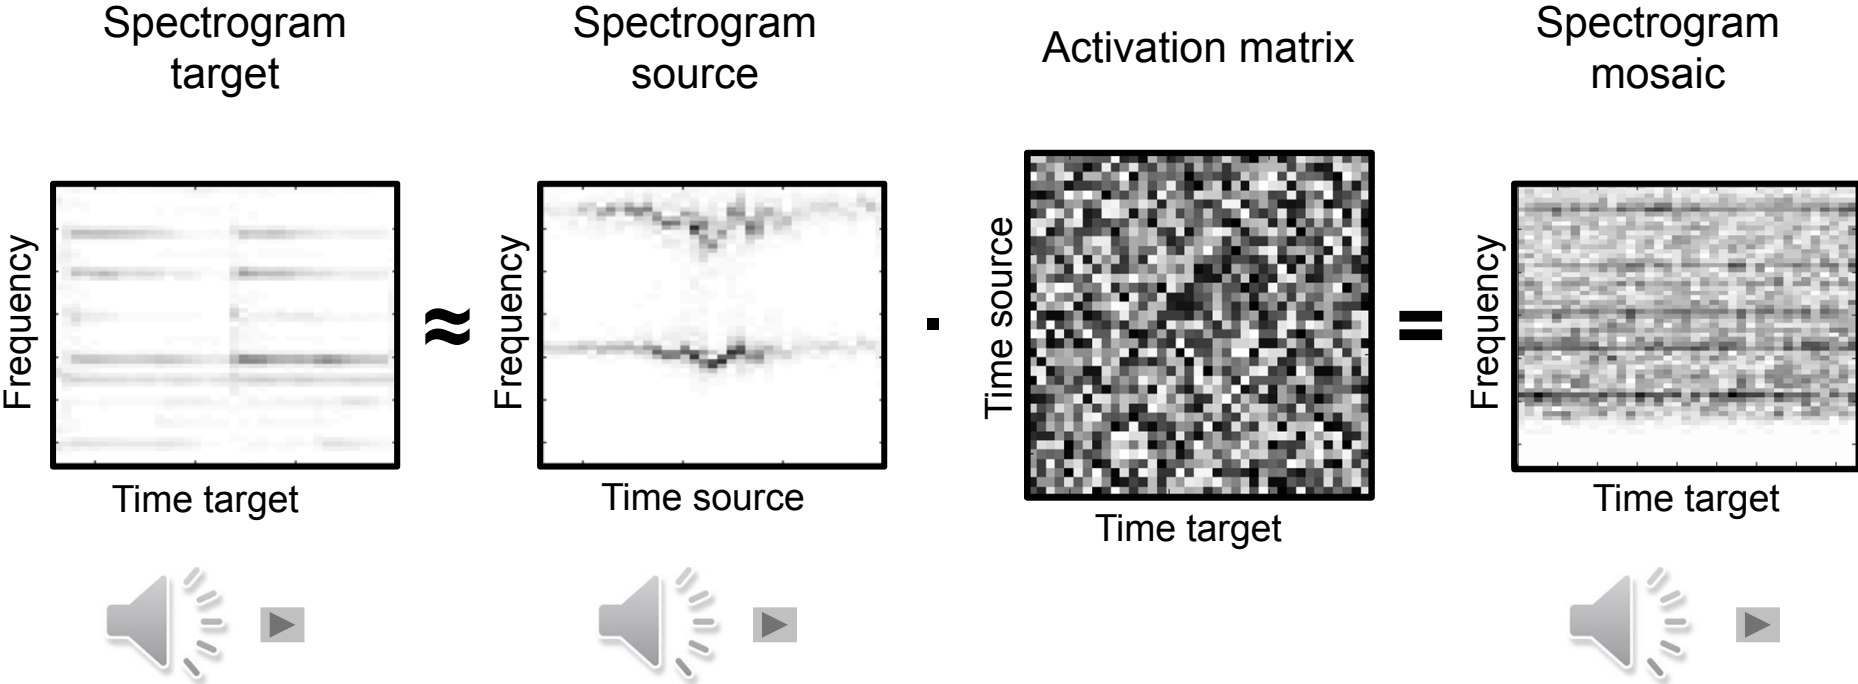 Spectrogram
target
Spectrogram
source
Activation matrix
Spectrogram
mosaic
Frequency
Time target
≈
Frequency
Time source
·
Time source
Time target
=
Frequency
Time target